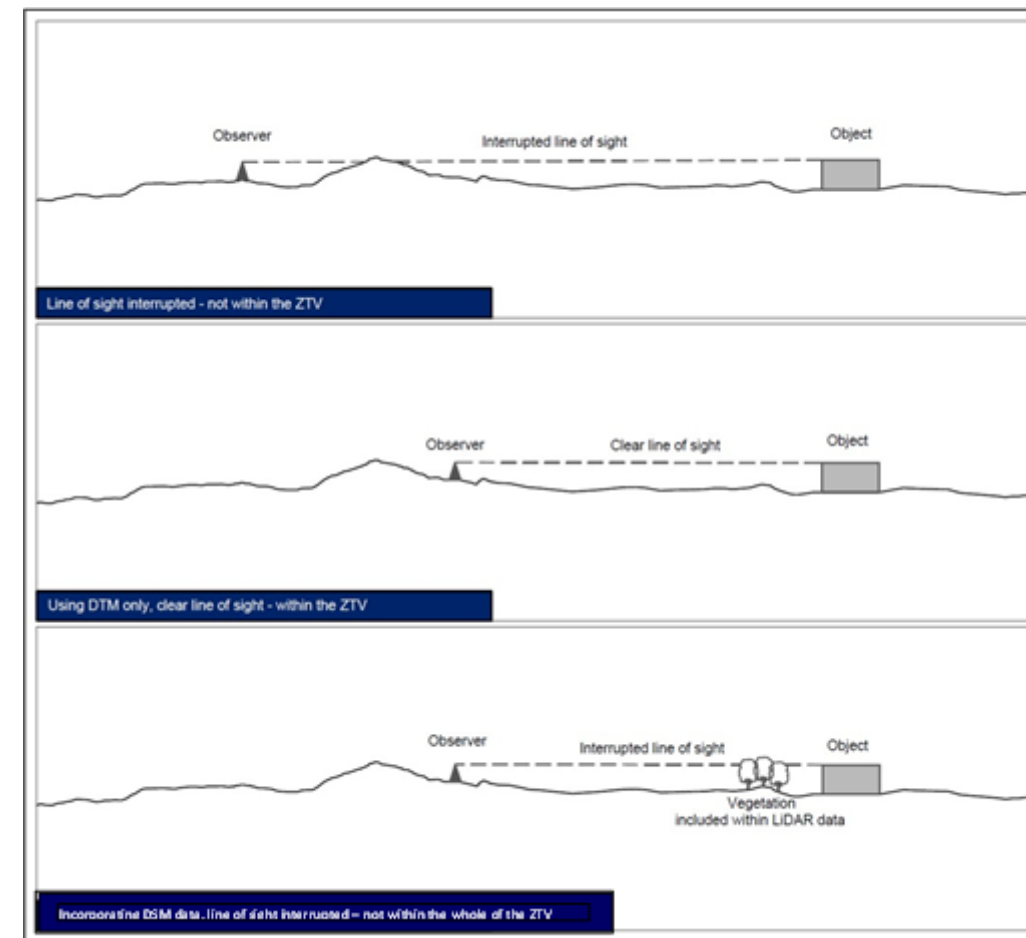 Observer
Interrupted line of sight
Object
Line of sight interrupted - not within the ZTV
Observer
Clear line of sight
Object
Using DTM only, clear line of sight - within the ZTV
Observer
Interrupted line of sight
Object
Vegetation
included within LiDAR data
Incorporating DSM data, line of sight interrupted – not within the whole of the ZTV